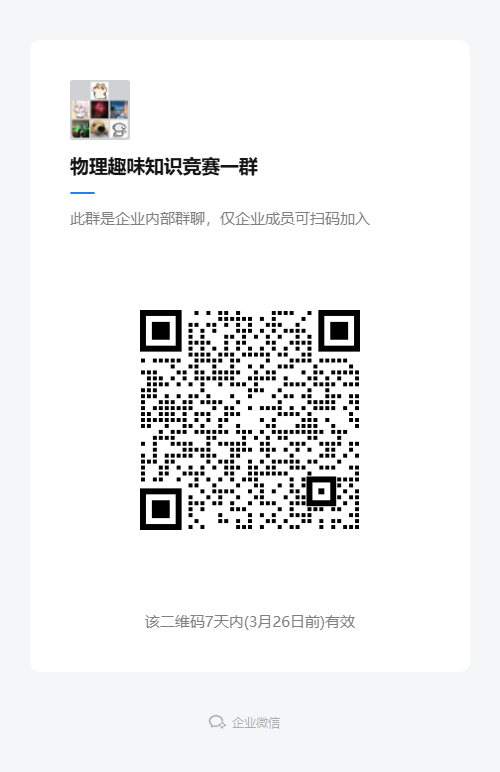 物理趣味知识竞赛一群
此群是企业内部群聊，仅企业成员可扫码加入
该二维码7天内(3月26日前)有效
企业微信